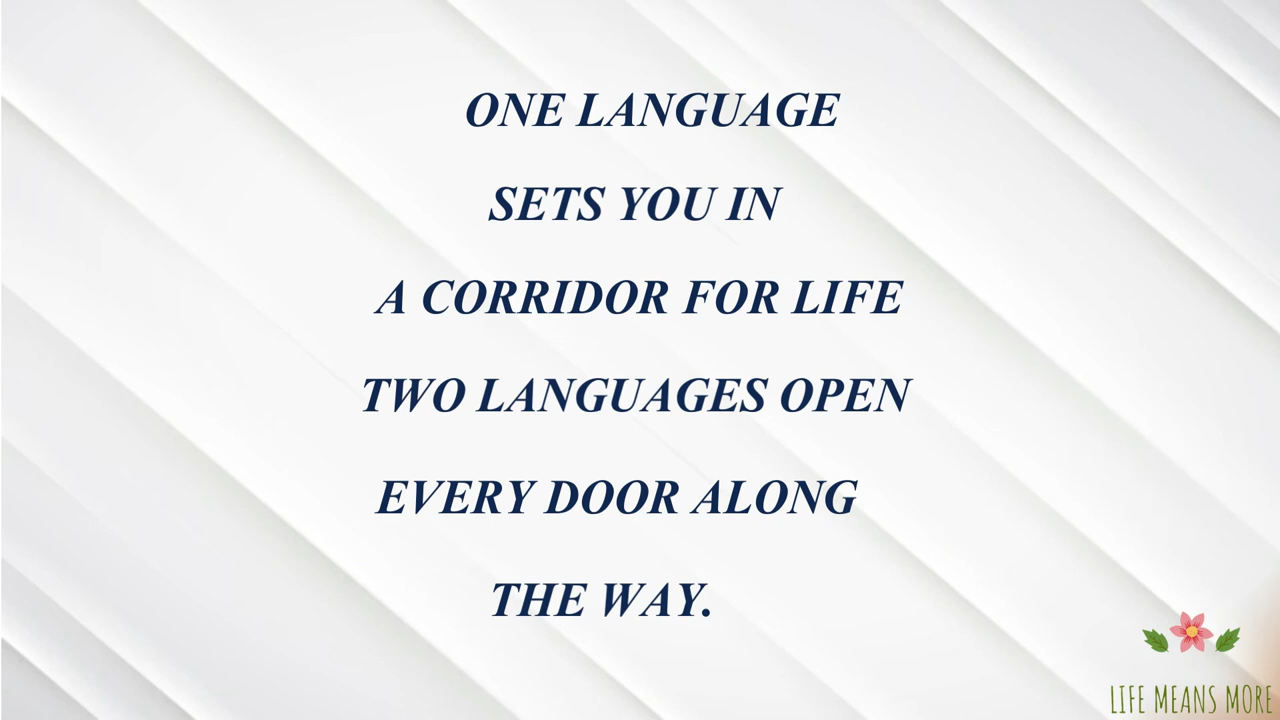 ONE LANGUAGE
SETS YOU IN
A CORRIDOR FOR LIFE
TWO LANGUAGES OPEN
EVERY DOOR ALONG
THE WAY.
LIFE MEANS MORE